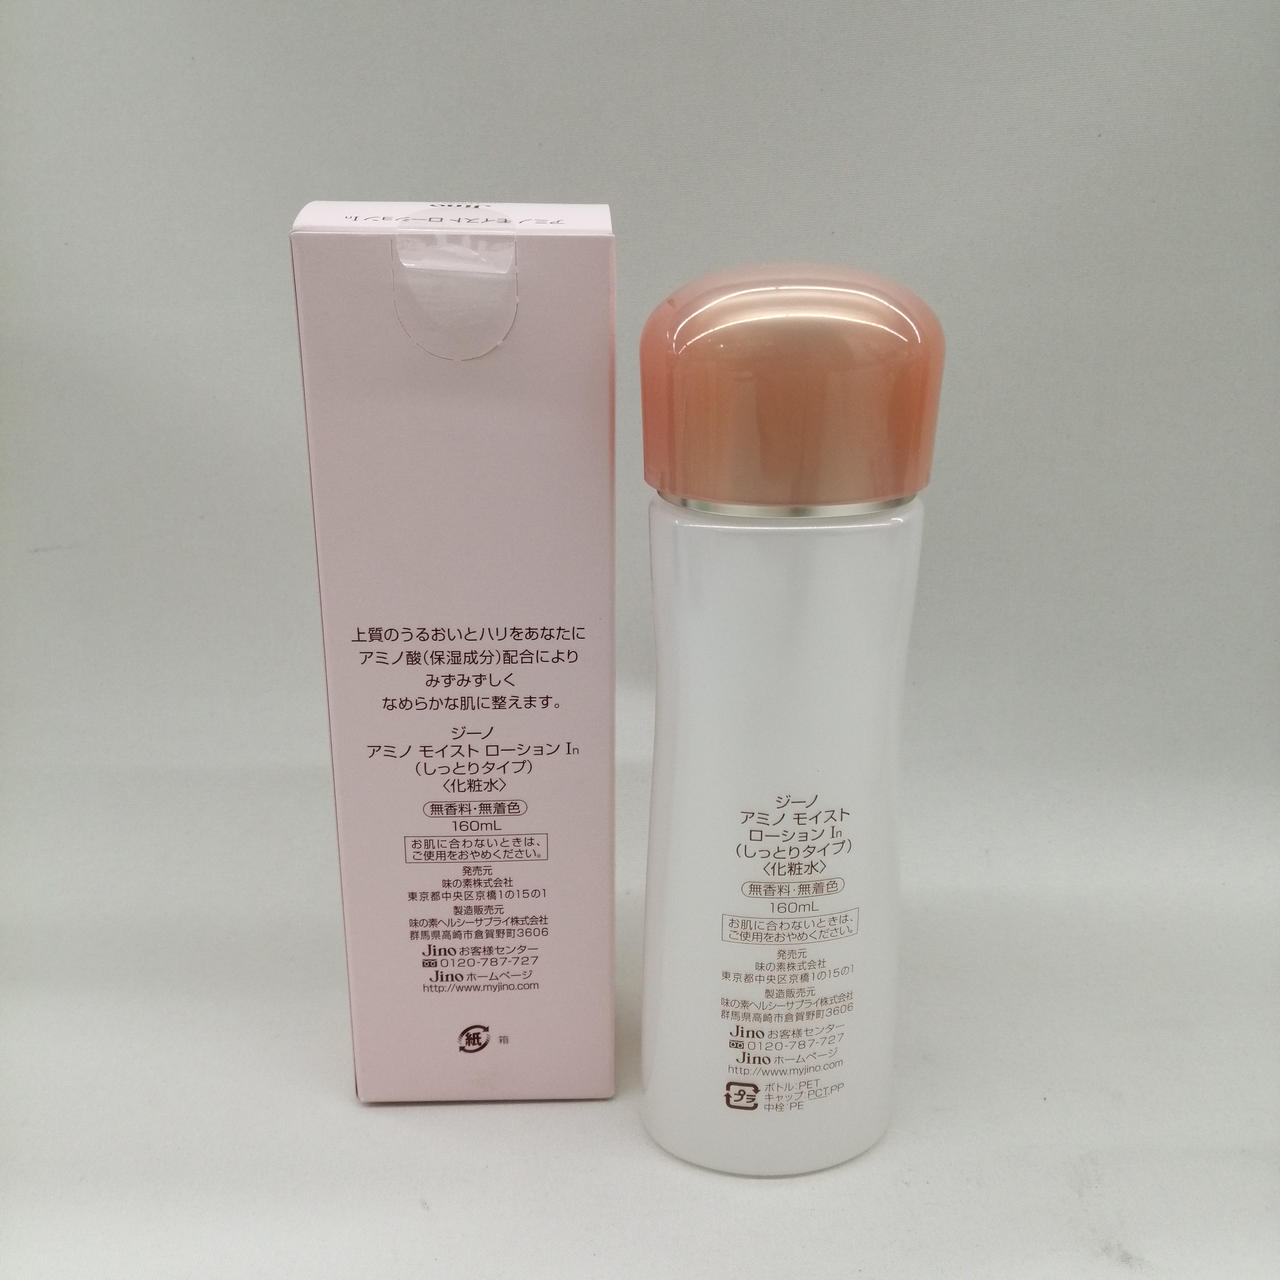 Jino
アミノ モイスト ローション In
上質のうるおいとハリをあなたに
アミノ酸(保湿成分)配合により
みずみずしく
なめらかな肌に整えます。
ジーノ
アミノ モイスト ローション In
(しっとりタイプ)
〈化粧水〉
無香料・無着色
160mL
お肌に合わないときは、
ご使用をおやめください。
発売元
味の素株式会社
東京都中央区京橋1の15の1
製造販売元
味の素ヘルシーサプライ株式会社
群馬県高崎市倉賀野町3606
Jino お客様センター
0120-787-727
Jino ホームページ
http://www.myjino.com
紙 箱
ジーノ
アミノ モイスト
ローション In
(しっとりタイプ)
〈化粧水〉
無香料・無着色
160mL
お肌に合わないときは、
ご使用をおやめください。
発売元
味の素株式会社
東京都中央区京橋1の15の1
製造販売元
味の素ヘルシーサプライ株式会社
群馬県高崎市倉賀野町3606
Jino お客様センター
0120-787-727
Jino ホームページ
http://www.myjino.com
プラ
ボトル:PET
キャップ:PCT,PP
中栓:PE